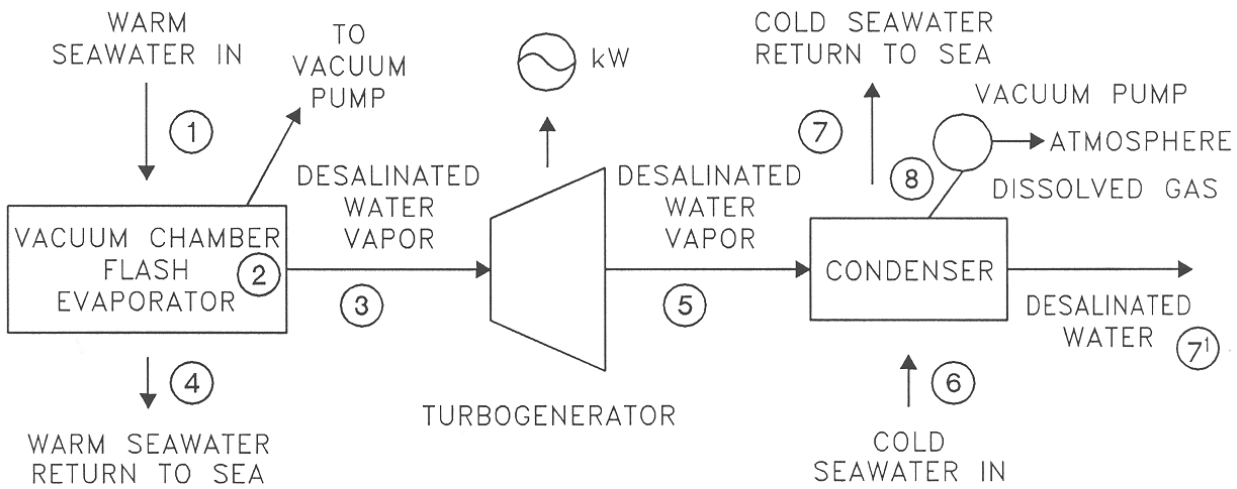 WARM
SEAWATER IN
1
TO
VACUUM
PUMP
kW
COLD SEAWATER
RETURN TO SEA
7
VACUUM PUMP
ATMOSPHERE
8
DISSOLVED GAS
VACUUM CHAMBER
FLASH
EVAPORATOR
2
DESALINATED
WATER
VAPOR
3
DESALINATED
WATER
VAPOR
5
CONDENSER
DESALINATED
WATER
7¹
4
WARM SEAWATER
RETURN TO SEA
TURBOGENERATOR
6
COLD
SEAWATER IN